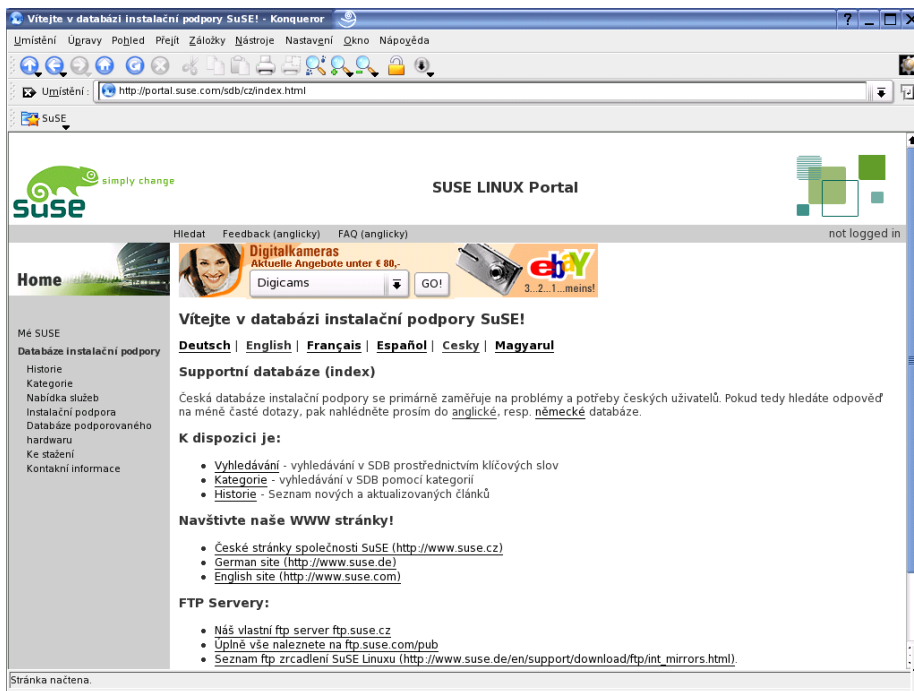 Vítejte v databázi instalační podpory SuSE! - Konqueror
Umístění Úpravy Pohled Přejít Záložky Nástroje Nastavení Okno Nápověda
Umístění : http://portal.suse.com/sdb/cz/index.html
SuSE
simply change
SUSE
SUSE LINUX Portal
Hledat Feedback (anglicky) FAQ (anglicky) not logged in
Home
Digitalkameras
Aktuelle Angebote unter € 80,-
Digicams GO!
ebY
3...2...1...meins!
Mé SUSE
Databáze instalační podpory
Historie
Kategorie
Nabídka služeb
Instalační podpora
Databáze podporovaného
hardwaru
Ke stažení
Kontakní informace
Vítejte v databázi instalační podpory SuSE!
Deutsch | English | Français | Español | Cesky | Magyarul
Supportní databáze (index)
Česká databáze instalační podpory se primárně zaměřuje na problémy a potřeby českých uživatelů. Pokud tedy hledáte odpověď
na méně časté dotazy, pak nahlédněte prosím do anglické, resp. německé databáze.
K dispozici je:
• Vyhledávání - vyhledávání v SDB prostřednictvím klíčových slov
• Kategorie - vyhledávání v SDB pomocí kategorií
• Historie - Seznam nových a aktualizovaných článků
Navštivte naše WWW stránky!
• České stránky společnosti SuSE (http://www.suse.cz)
• German site (http://www.suse.de)
• English site (http://www.suse.com)
FTP Servery:
• Náš vlastní ftp server ftp.suse.cz
• Úplně vše naleznete na ftp.suse.com/pub
• Seznam ftp zrcadlení SuSE Linuxu (http://www.suse.de/en/support/download/ftp/int_mirrors.html).
Stránka načtena.